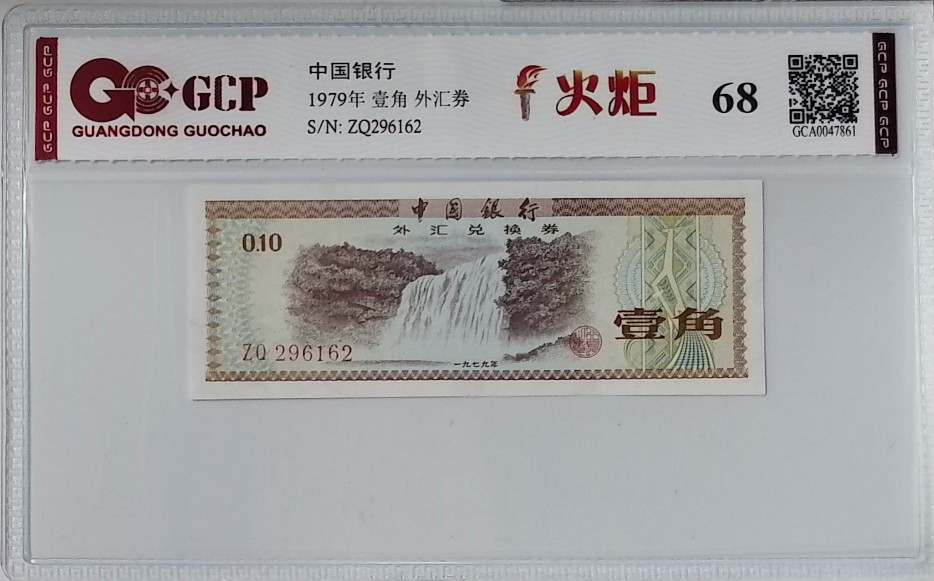 GCP GCP GCP
GCP
GUANGDONG GUOCHAO
中国银行
1979年 壹角 外汇券
S/N: ZQ296162
火炬
68
GCA0047861
GCP GCP GCP
中国银行
外汇兑换券
0.10
壹角
ZQ 296162
一九七九年